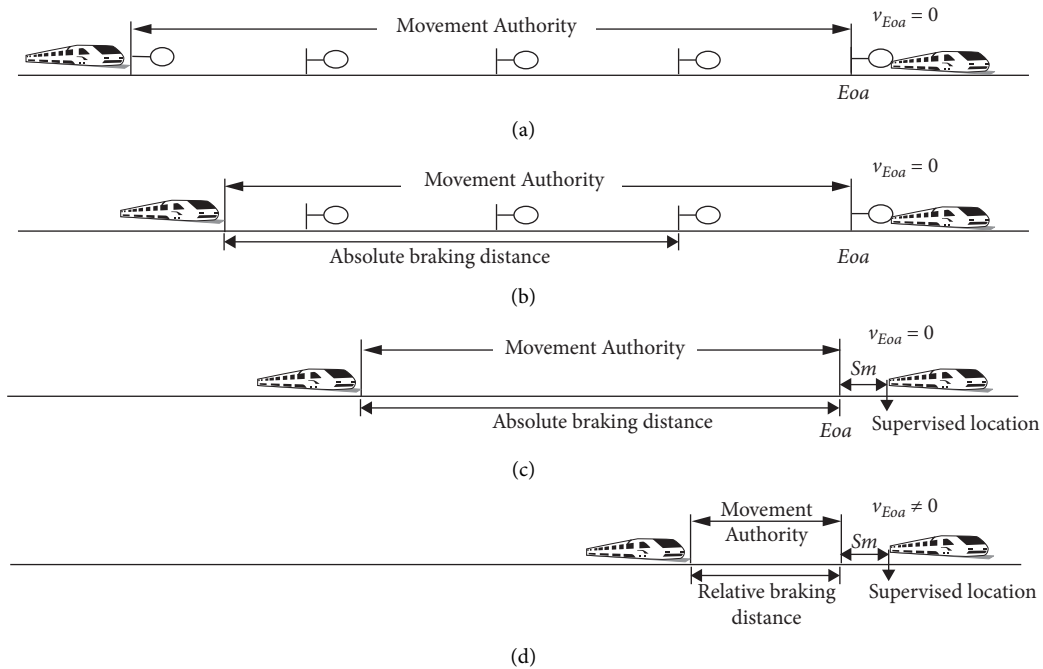 Movement Authority
v_Eoa = 0
Eoa
(a)
Movement Authority
v_Eoa = 0
Absolute braking distance
Eoa
(b)
v_Eoa = 0
Movement Authority
Sm
Absolute braking distance
Eoa
Supervised location
(c)
Movement
Authority
v_Eoa ≠ 0
Sm
Relative braking
distance
Supervised location
(d)